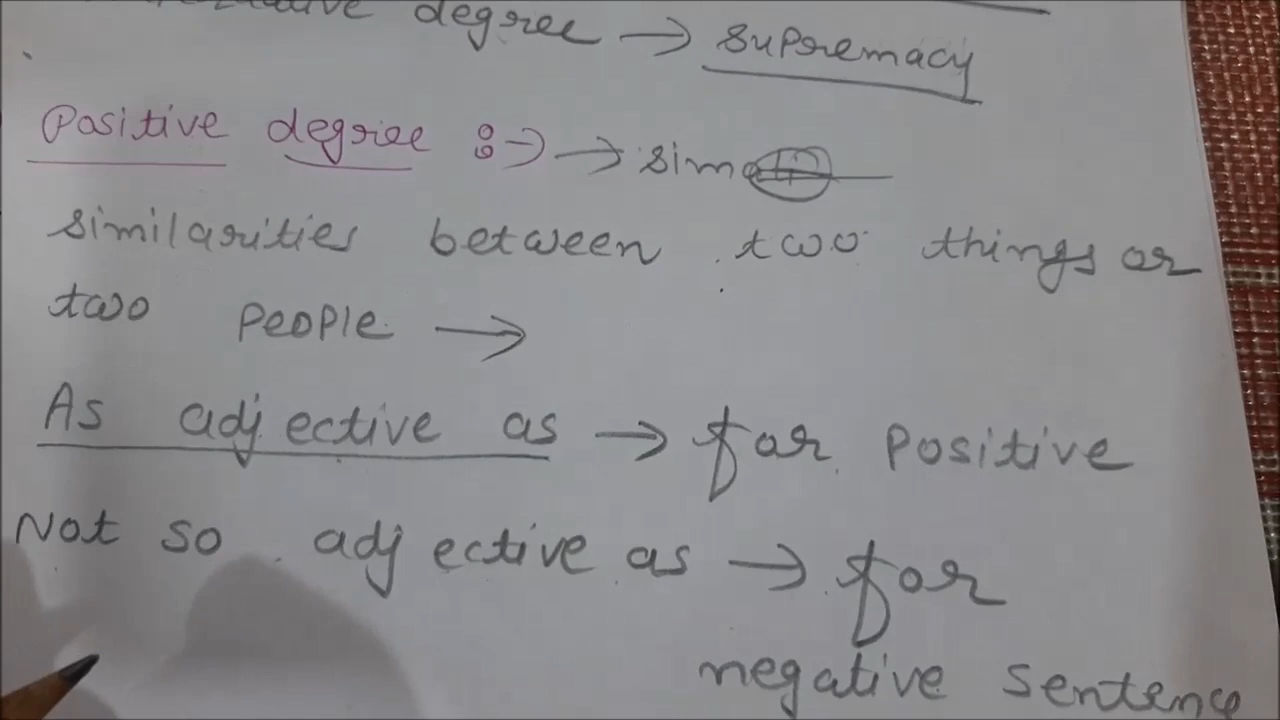 degree → supremacy
Positive degree :-) →
similarities between two things or
two people →
As adjective as → for positive
Not so adjective as → for
negative sentence